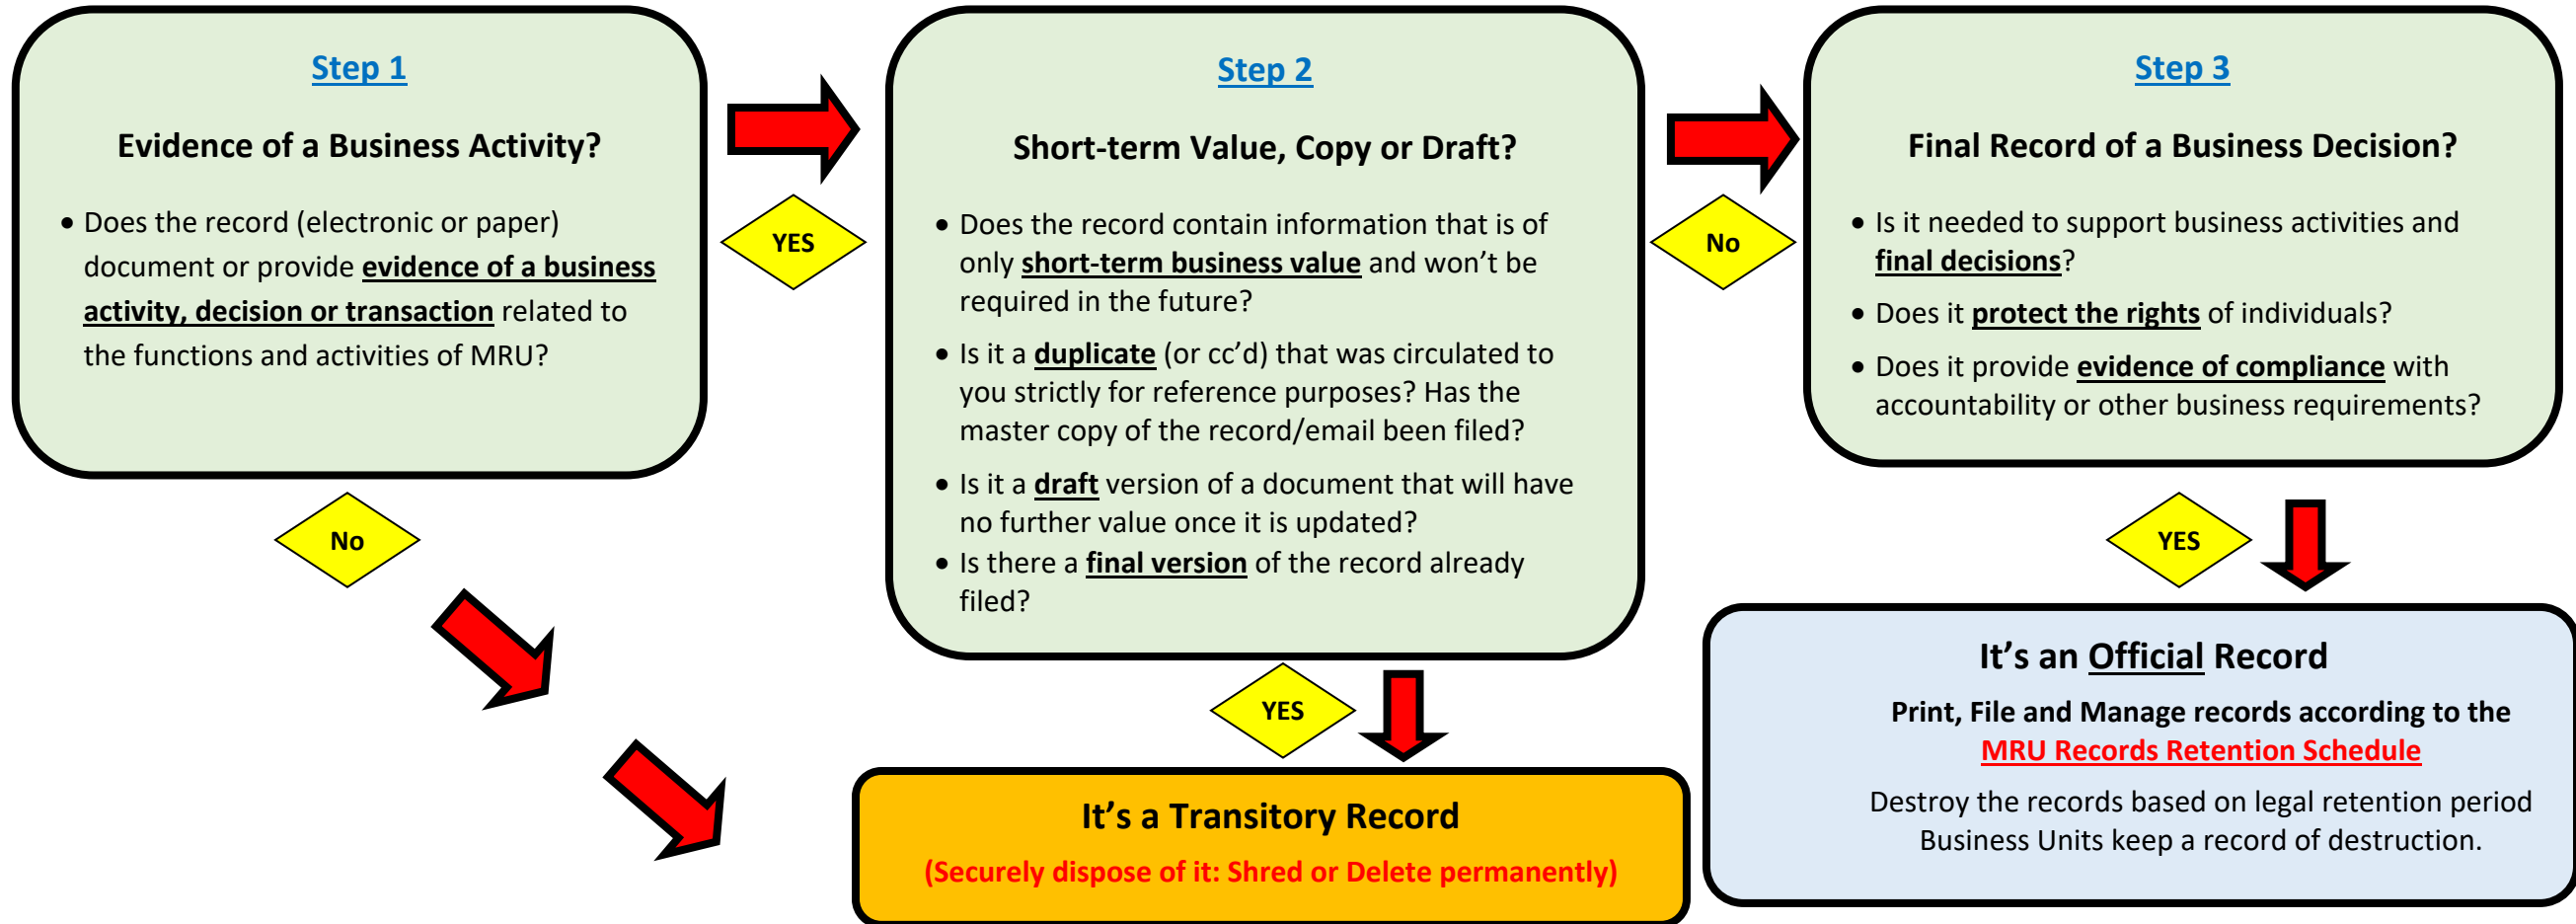 Step 1
Evidence of a Business Activity?
• Does the record (electronic or paper)
document or provide evidence of a business
activity, decision or transaction related to
the functions and activities of MRU?
YES
No
Step 2
Short-term Value, Copy or Draft?
• Does the record contain information that is of
only short-term business value and won’t be
required in the future?
• Is it a duplicate (or cc’d) that was circulated to
you strictly for reference purposes? Has the
master copy of the record/email been filed?
• Is it a draft version of a document that will have
no further value once it is updated?
• Is there a final version of the record already
filed?
No
YES
Step 3
Final Record of a Business Decision?
• Is it needed to support business activities and
final decisions?
• Does it protect the rights of individuals?
• Does it provide evidence of compliance with
accountability or other business requirements?
YES
It’s a Transitory Record
(Securely dispose of it: Shred or Delete permanently)
It’s an Official Record
Print, File and Manage records according to the
MRU Records Retention Schedule
Destroy the records based on legal retention period
Business Units keep a record of destruction.